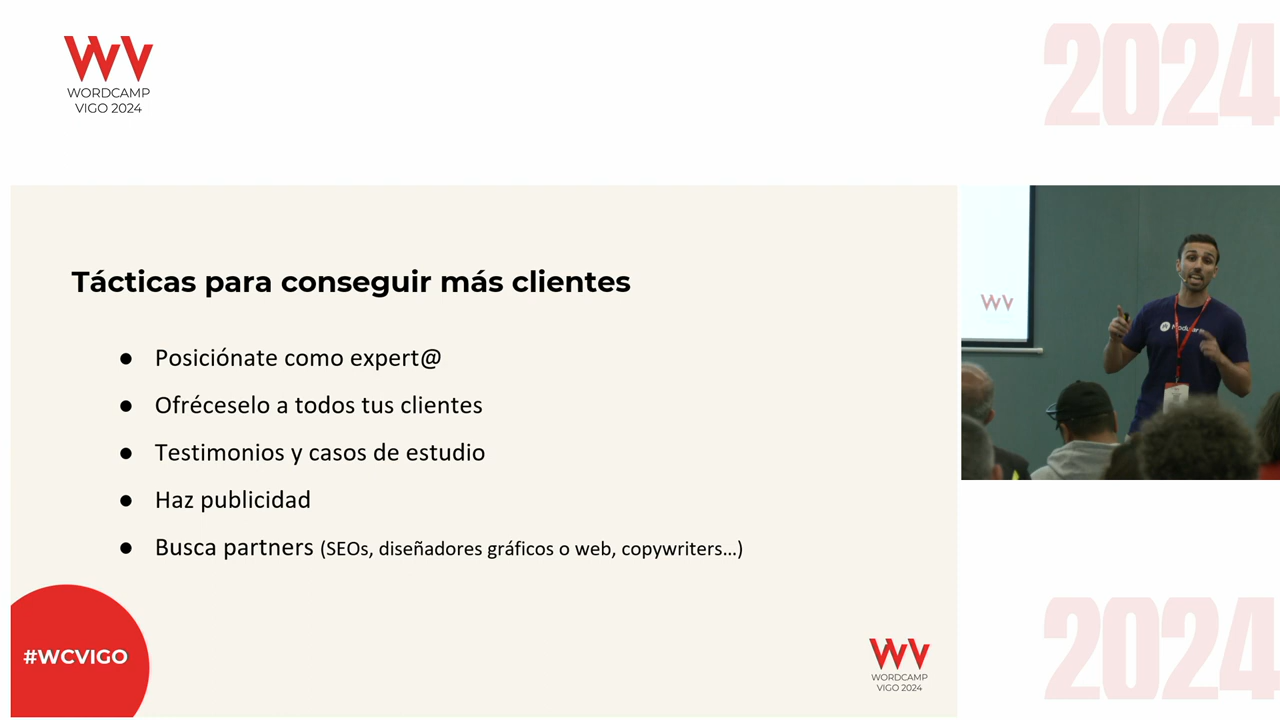 WORDCAMP
VIGO 2024
2024
Tácticas para conseguir más clientes
● Posiciónate como expert@
● Ofréceselo a todos tus clientes
● Testimonios y casos de estudio
● Haz publicidad
● Busca partners (SEOs, diseñadores gráficos o web, copywriters...)
#WCVIGO
WORDCAMP
VIGO 2024
2024